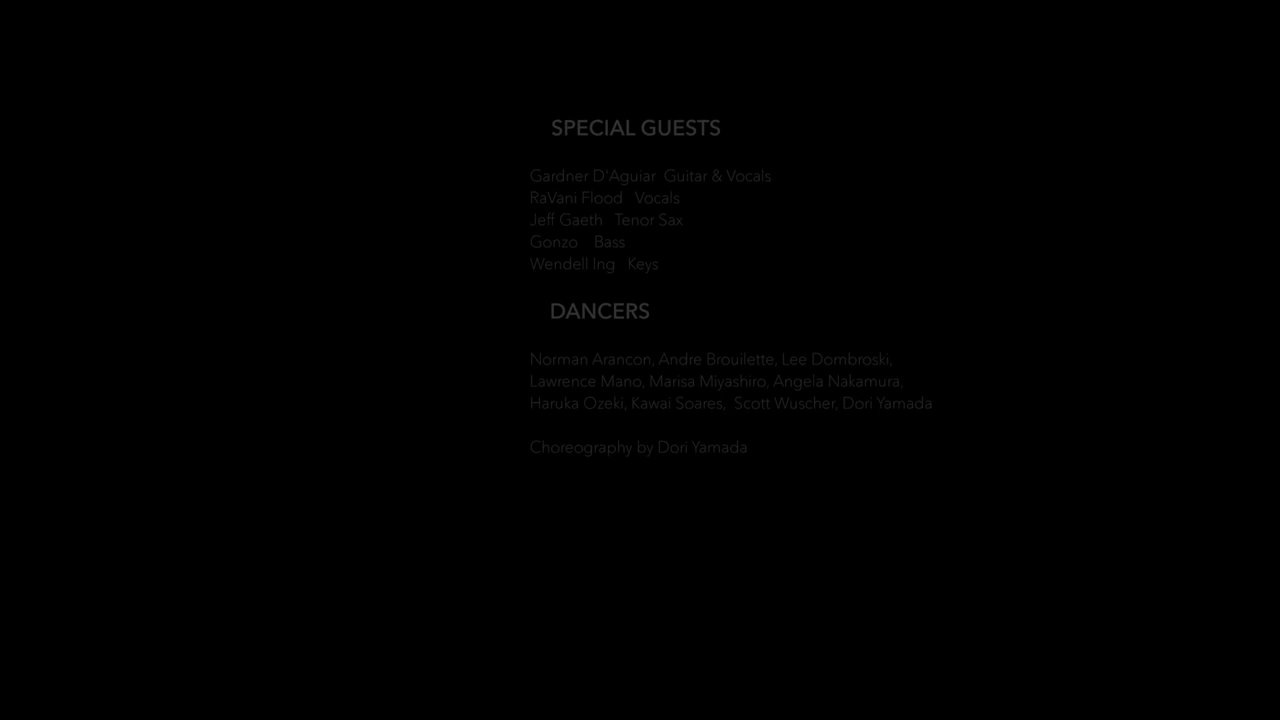 SPECIAL GUESTS
Gardner D'Aguiar  Guitar & Vocals
RaVani Flood   Vocals
Jeff Gaeth   Tenor Sax
Gonzo    Bass
Wendell Ing   Keys
DANCERS
Norman Arancon, Andre Brouilette, Lee Dombroski,
Lawrence Mano, Marisa Miyashiro, Angela Nakamura,
Haruka Ozeki, Kawai Soares,  Scott Wuscher, Dori Yamada
Choreography by Dori Yamada